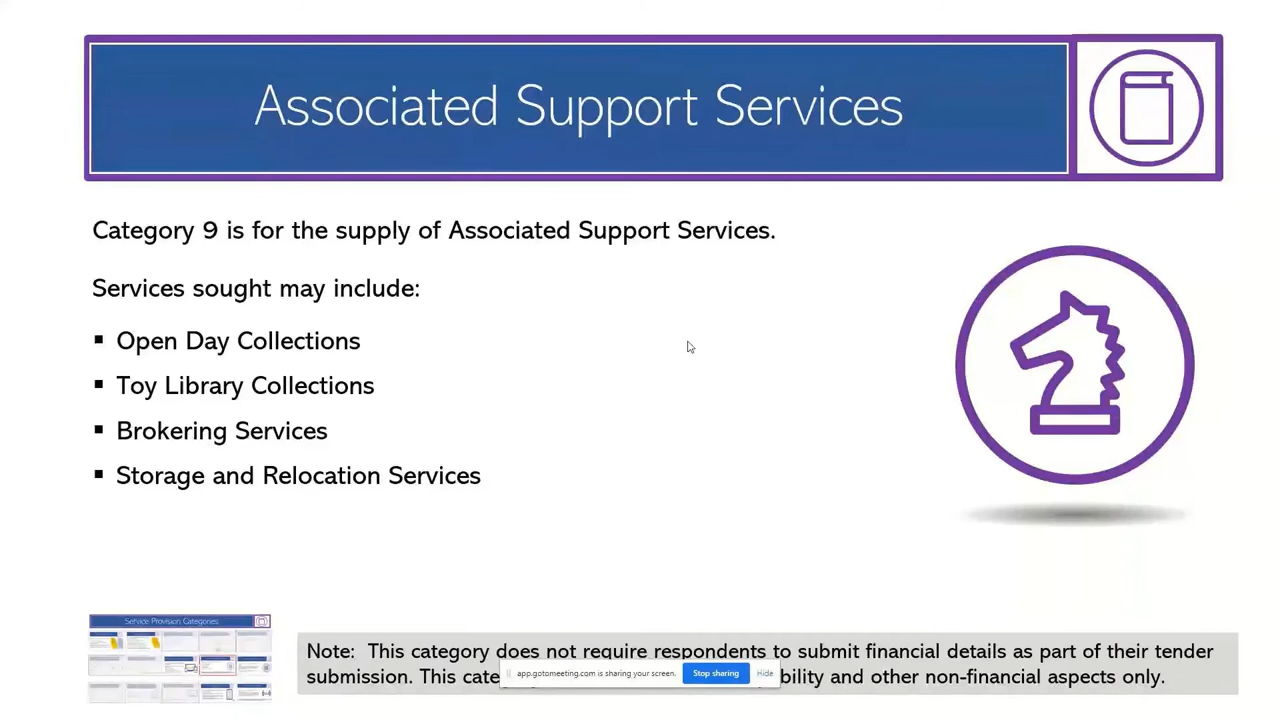 Associated Support Services
Category 9 is for the supply of Associated Support Services.
Services sought may include:
▪ Open Day Collections
▪ Toy Library Collections
▪ Brokering Services
▪ Storage and Relocation Services
Service Provision Categories
Note: This category does not require respondents to submit financial details as part of their tender
submission. This bility and other non-financial aspects only.
app.gotomeeting.com is sharing your screen. Stop sharing Hide